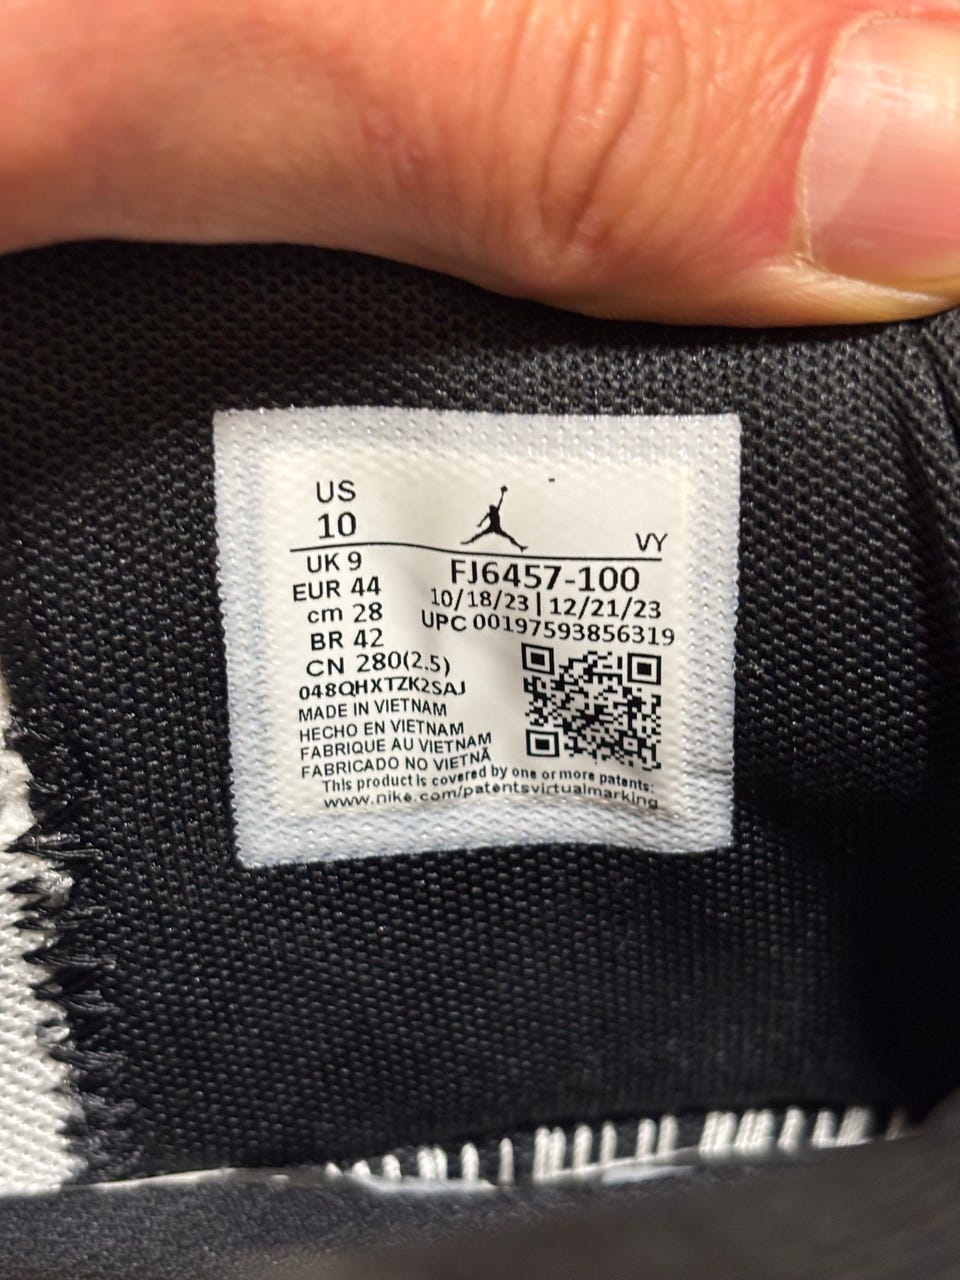 US
10
VY
UK 9
EUR 44
cm 28
BR 42
CN 280(2.5)
FJ6457-100
10/18/23 | 12/21/23
UPC 00197593856319
048QHXTZK2SAJ
MADE IN VIETNAM
HECHO EN VIETNAM
FABRIQUE AU VIETNAM
FABRICADO NO VIETNÃ
This product is covered by one or more patents:
www.nike.com/patentsvirtualmarking